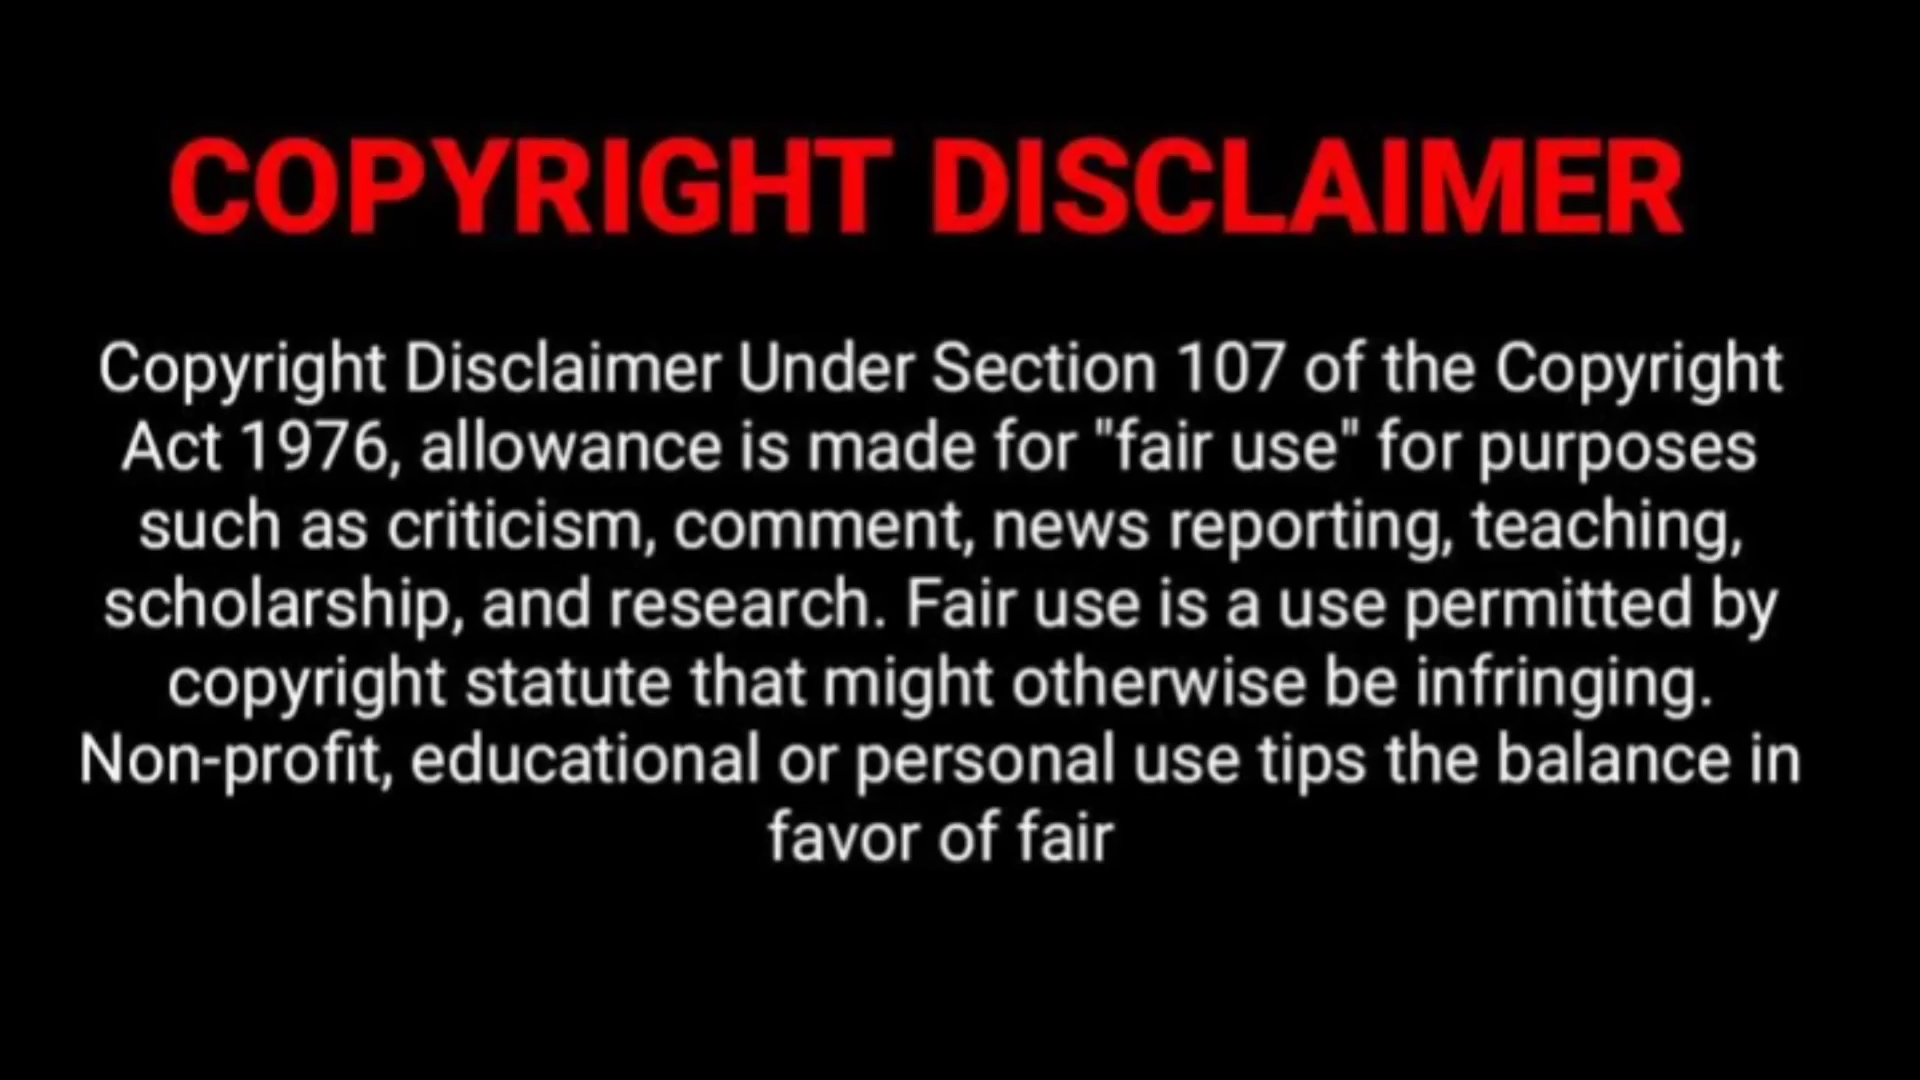 COPYRIGHT DISCLAIMER
Copyright Disclaimer Under Section 107 of the Copyright
Act 1976, allowance is made for "fair use" for purposes
such as criticism, comment, news reporting, teaching,
scholarship, and research. Fair use is a use permitted by
copyright statute that might otherwise be infringing.
Non-profit, educational or personal use tips the balance in
favor of fair